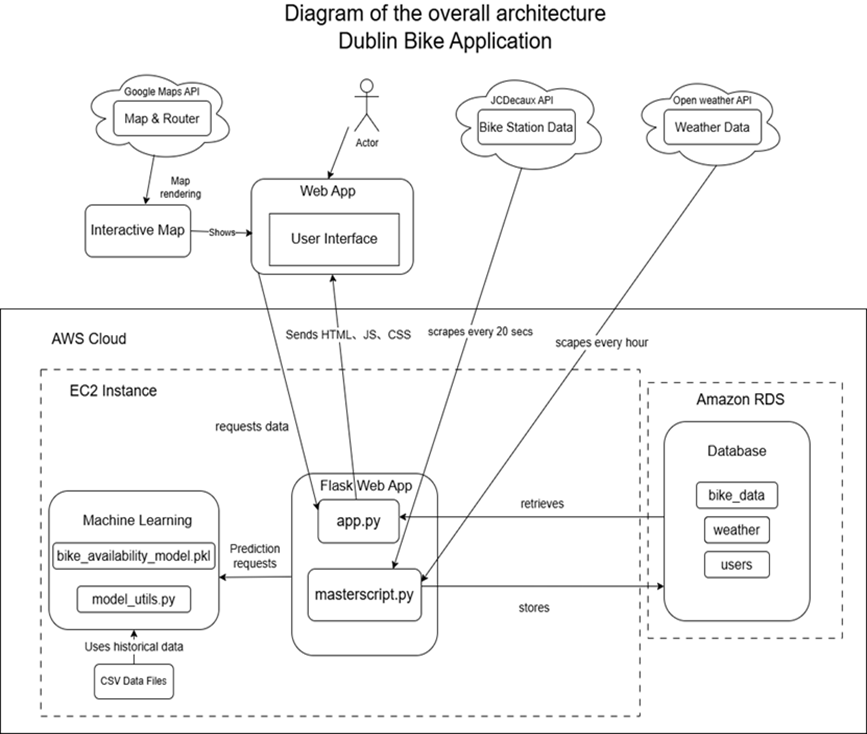 Diagram of the overall architecture
Dublin Bike Application
Google Maps API
Map & Router
Actor
JCDecaux API
Bike Station Data
Open weather API
Weather Data
Map
rendering
Interactive Map
Shows
Web App
User Interface
AWS Cloud
Sends HTML、JS、CSS
scrapes every 20 secs
scapes every hour
EC2 Instance
Amazon RDS
requests data
Database
bike_data
weather
users
Flask Web App
app.py
retrieves
Machine Learning
bike_availability_model.pkl
model_utils.py
Prediction
requests
masterscript.py
stores
Uses historical data
CSV Data Files